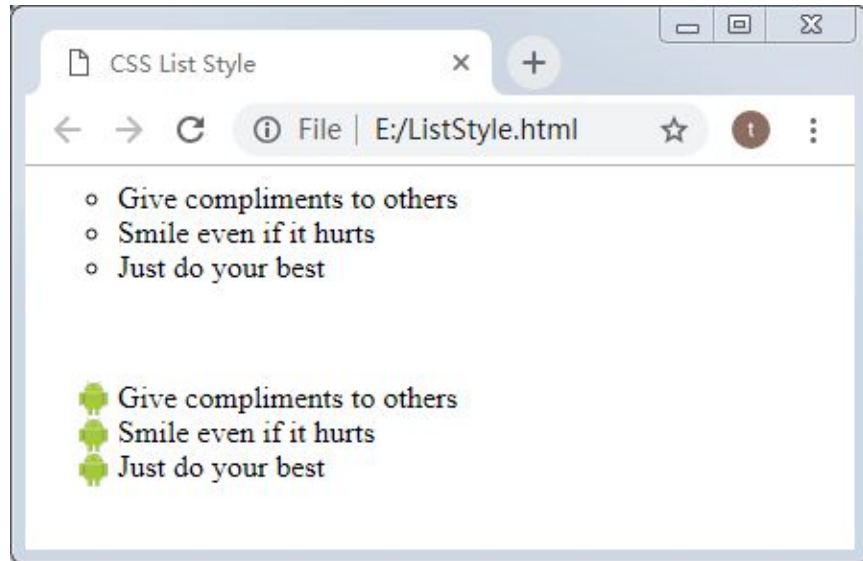 CSS List Style
File E:/ListStyle.html t
Give compliments to others
Smile even if it hurts
Just do your best
Give compliments to others
Smile even if it hurts
Just do your best